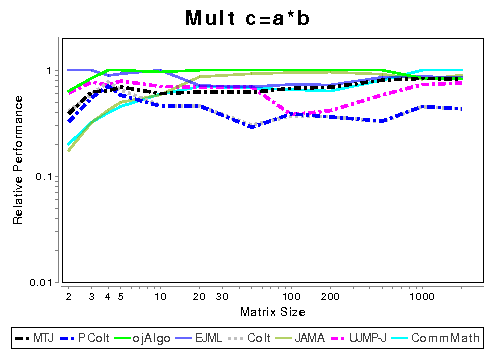 Mult c=a*b
1
0.1
0.01
Relative Performance
2 3 4 5 10 20 30 100 200 1000
Matrix Size
MTJ PColt ojAlgo EJML Colt JAMA UJMP-J CommMath